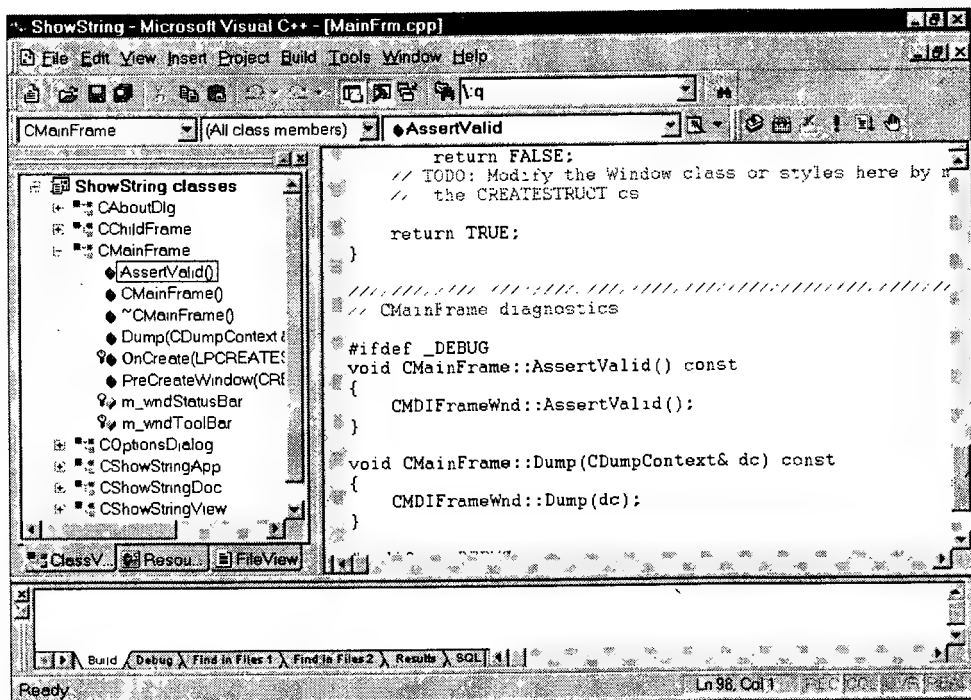 ShowString - Microsoft Visual C++ - [MainFrm.cpp]
File Edit View Insert Project Build Tools Window Help
\:q
CMainFrame
(All class members)
AssertValid
ShowString classes
CAboutDlg
CChildFrame
CMainFrame
AssertValid()
CMainFrame()
~CMainFrame()
Dump(CDumpContext &
OnCreate(LPCREATES
PreCreateWindow(CRE
m_wndStatusBar
m_wndToolBar
COptionsDialog
CShowStringApp
CShowStringDoc
CShowStringView
ClassV... Resou... FileView
return FALSE;
// TODO: Modify the Window class or styles here by m
// the CREATESTRUCT cs
return TRUE;
}
// CMainFrame diagnostics
#ifdef _DEBUG
void CMainFrame::AssertValid() const
{
CMDIFrameWnd::AssertValid();
}
void CMainFrame::Dump(CDumpContext& dc) const
{
CMDIFrameWnd::Dump(dc);
}
Build Debug Find in Files 1 Find in Files 2 Results SQL
Ready
Ln 98, Col 1 REC COL OVR READ